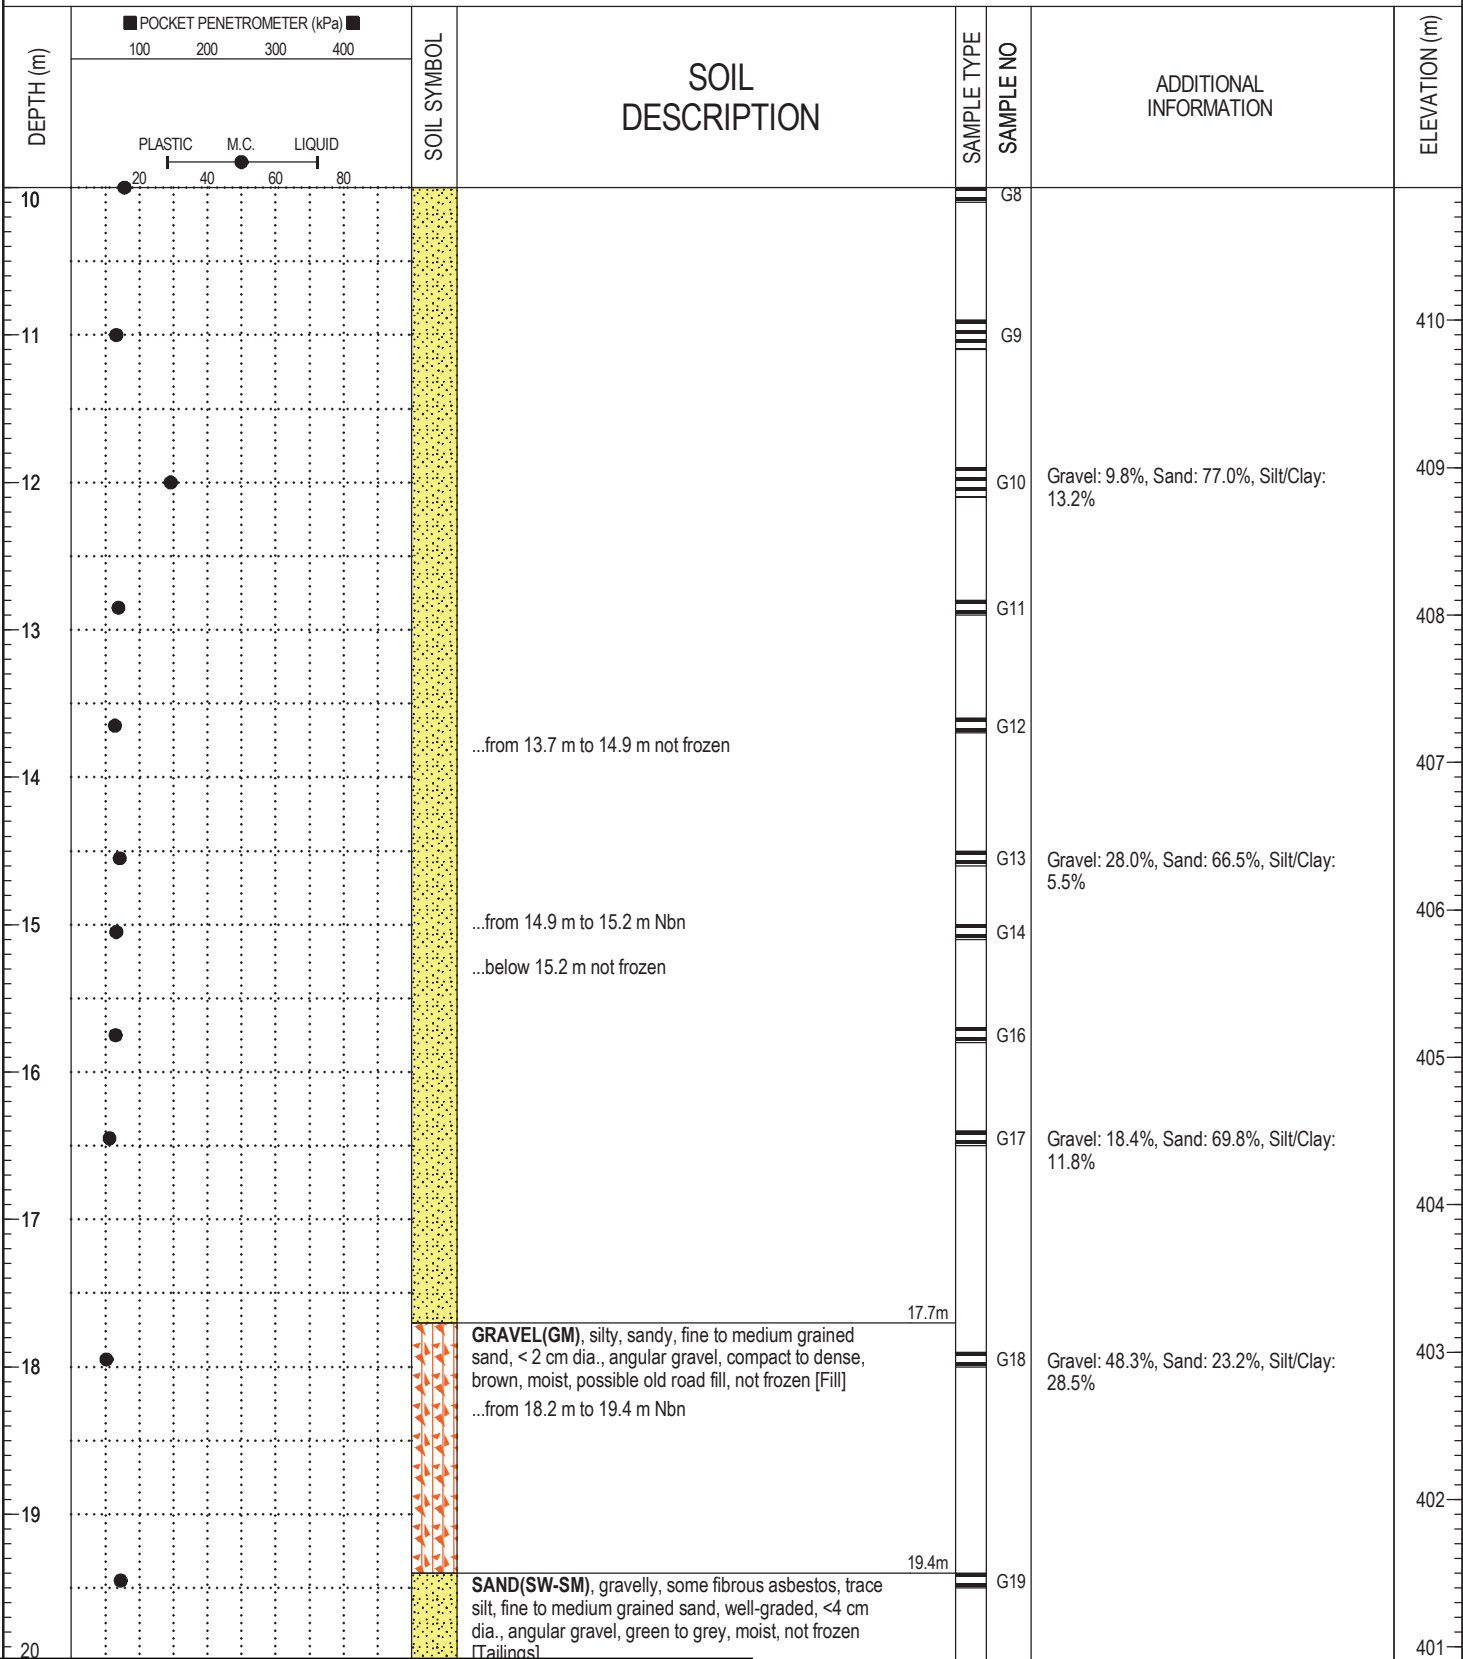 ■ POCKET PENETROMETER (kPa) ■
100 200 300 400
DEPTH (m)
PLASTIC M.C. LIQUID
20 40 60 80
SOIL SYMBOL
SOIL
DESCRIPTION
SAMPLE TYPE
SAMPLE NO
ADDITIONAL
INFORMATION
ELEVATION (m)
10
G8
11
G9
410
12
G10
Gravel: 9.8%, Sand: 77.0%, Silt/Clay:
13.2%
409
G11
408
13
G12
...from 13.7 m to 14.9 m not frozen
407
14
G13
Gravel: 28.0%, Sand: 66.5%, Silt/Clay:
5.5%
406
...from 14.9 m to 15.2 m Nbn
15
G14
...below 15.2 m not frozen
G16
405
16
G17
Gravel: 18.4%, Sand: 69.8%, Silt/Clay:
11.8%
404
17
17.7m
GRAVEL(GM), silty, sandy, fine to medium grained
sand, < 2 cm dia., angular gravel, compact to dense,
brown, moist, possible old road fill, not frozen [Fill]
403
18
G18
Gravel: 48.3%, Sand: 23.2%, Silt/Clay:
28.5%
...from 18.2 m to 19.4 m Nbn
402
19
19.4m
SAND(SW-SM), gravelly, some fibrous asbestos, trace
silt, fine to medium grained sand, well-graded, <4 cm
dia., angular gravel, green to grey, moist, not frozen
[Tailings]
G19
20
401